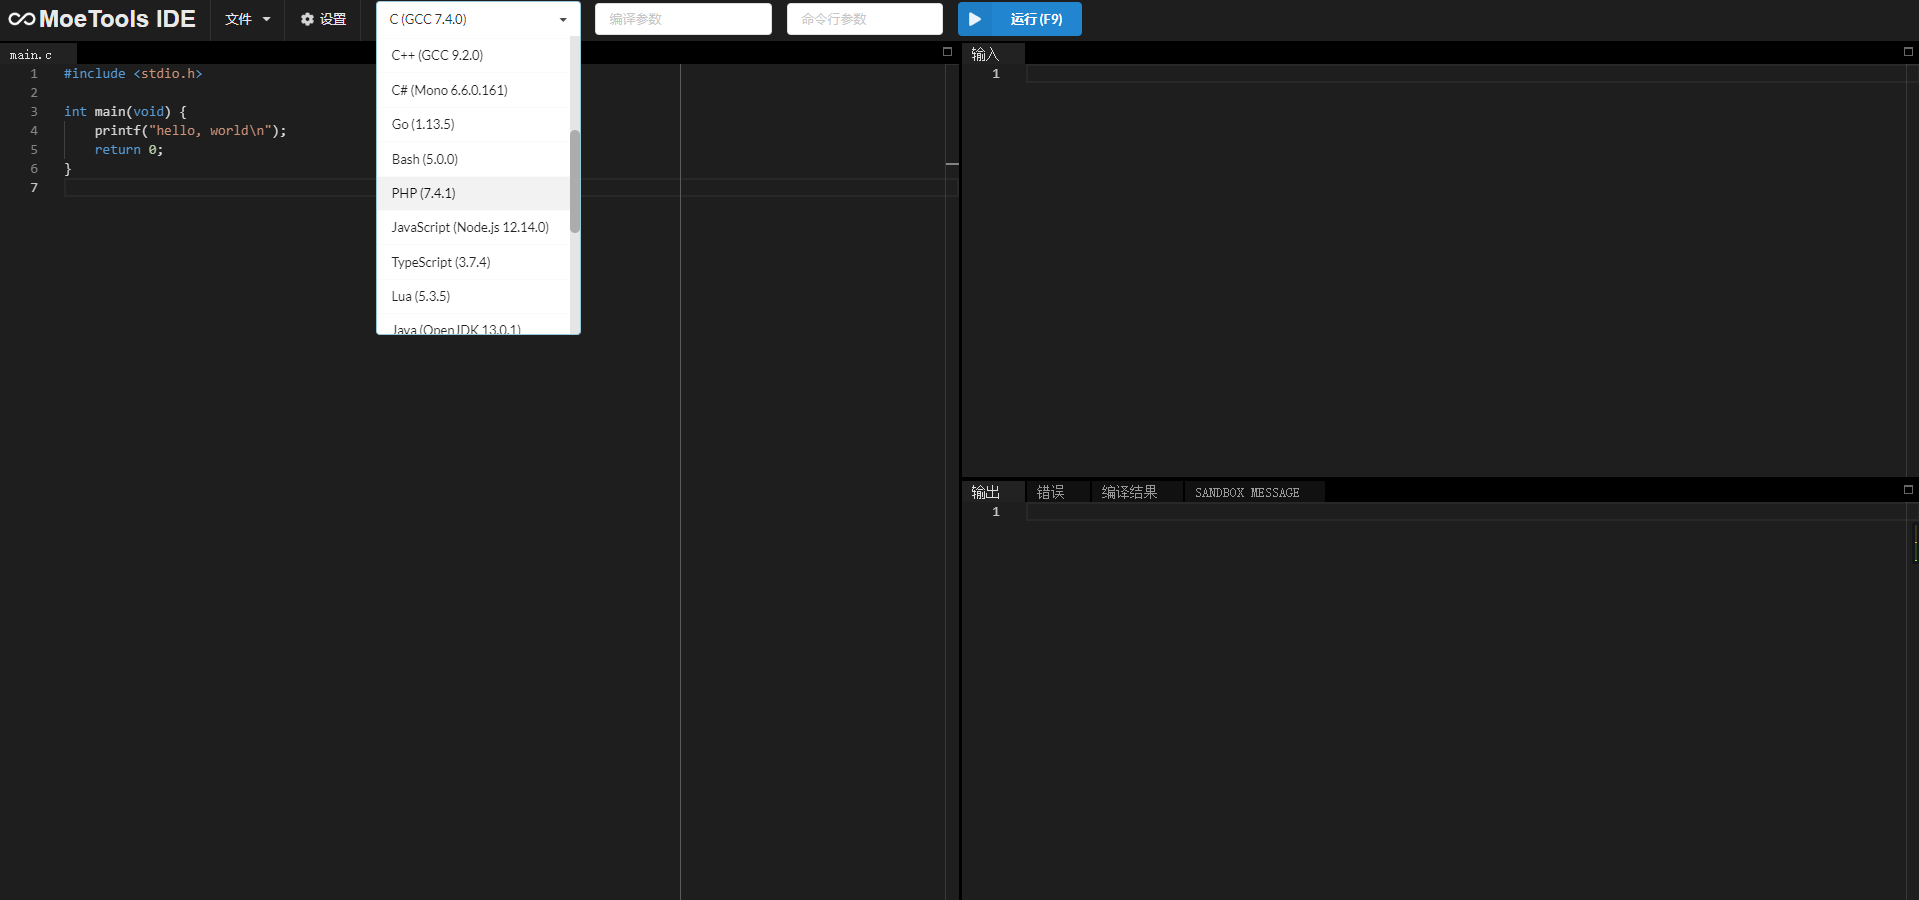 MoeTools IDE 文件 设置 C (GCC 7.4.0) 编译参数 命令行参数 运行 (F9)
C++ (GCC 9.2.0)
C# (Mono 6.6.0.161)
Go (1.13.5)
Bash (5.0.0)
PHP (7.4.1)
JavaScript (Node.js 12.14.0)
TypeScript (3.7.4)
Lua (5.3.5)
Java (OpenJDK 13.0.1)
main.c
1 #include <stdio.h>
2
3 int main(void) {
4 printf("hello, world\n");
5 return 0;
6 }
7
输入
1
输出 错误 编译结果 SANDBOX MESSAGE
1